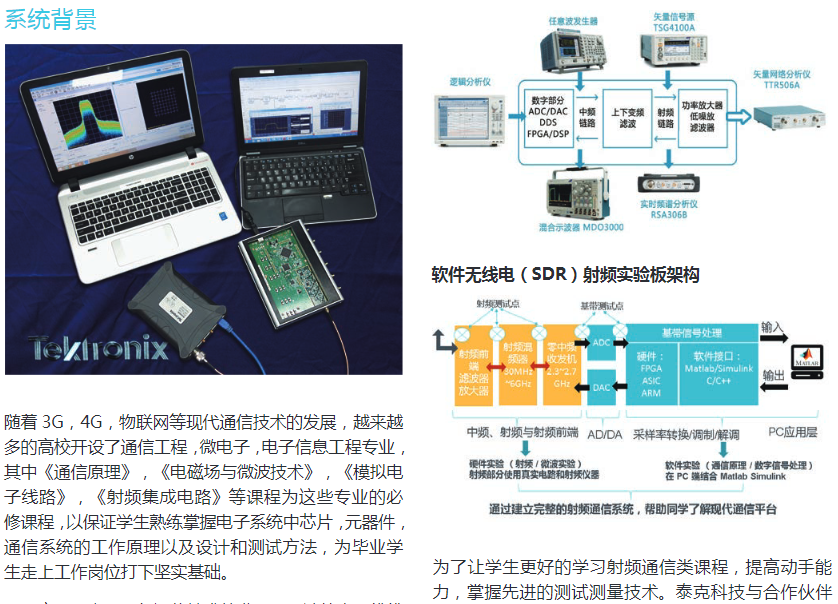 系统背景
Tektronix
随着 3G，4G，物联网等现代通信技术的发展，越来越
多的高校开设了通信工程，微电子，电子信息工程专业，
其中《通信原理》，《电磁场与微波技术》，《模拟电
子线路》，《射频集成电路》等课程为这些专业的必
修课程，以保证学生熟练掌握电子系统中芯片，元器件，
通信系统的工作原理以及设计和测试方法，为毕业学
生走上工作岗位打下坚实基础。
任意波发生器
矢量信号源
TSG4100A
逻辑分析仪
矢量网络分析仪
TTR506A
数字部分
ADC/DAC
DDS
FPGA/DSP
中频
链路
上下变频
滤波
射频
链路
功率放大器
低噪放
滤波器
混合示波器 MDO3000
实时频谱分析仪
RSA306B
软件无线电（SDR）射频实验板架构
射频测试点
基带测试点
射频前
端
滤波器
放大器
射频混
频器
30MHz
~6GHz
零中频
收发机
2.3~2.7
GHz
ADC
DAC
基带信号处理
硬件：
FPGA
ASIC
ARM
软件接口：
Matlab/Simulink
C/C++
输入
输出
MATLAB
中频、射频与射频前端
AD/DA
采样率转换/调制/解调
PC应用层
硬件实验（射频/微波实验）
射频部分使用真实电路和射频仪器
软件实验（通信原理/数字信号处理）
在 PC 端结合 Matlab Simulink
通过建立完整的射频通信系统，帮助同学了解现代通信平台
为了让学生更好的学习射频通信类课程，提高动手能
力，掌握先进的测试测量技术。泰克科技与合作伙伴